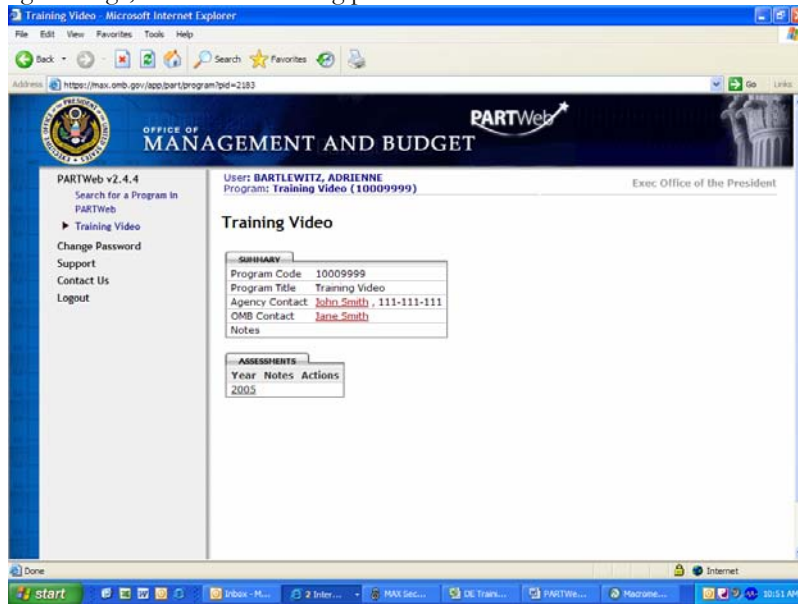 Training Video - Microsoft Internet Explorer
File Edit View Favorites Tools Help
Back Search Favorites
Address https://max.omb.gov/app/part/program?pid=2183 Go Links
PARTWeb
OFFICE OF
MANAGEMENT AND BUDGET
PARTWeb v2.4.4
Search for a Program in
PARTWeb
Training Video
Change Password
Support
Contact Us
Logout
User: BARTLEWITZ, ADRIENNE
Program: Training Video (10009999)
Exec Office of the President
Training Video
SUMMARY
Program Code 10009999
Program Title Training Video
Agency Contact John Smith , 111-111-111
OMB Contact Jane Smith
Notes
ASSESSMENTS
Year Notes Actions
2005
Done Internet
start Inbox - M... 2 Inter... MAX Sec... DE Train... PARTWe... Macrome... 10:51 AM